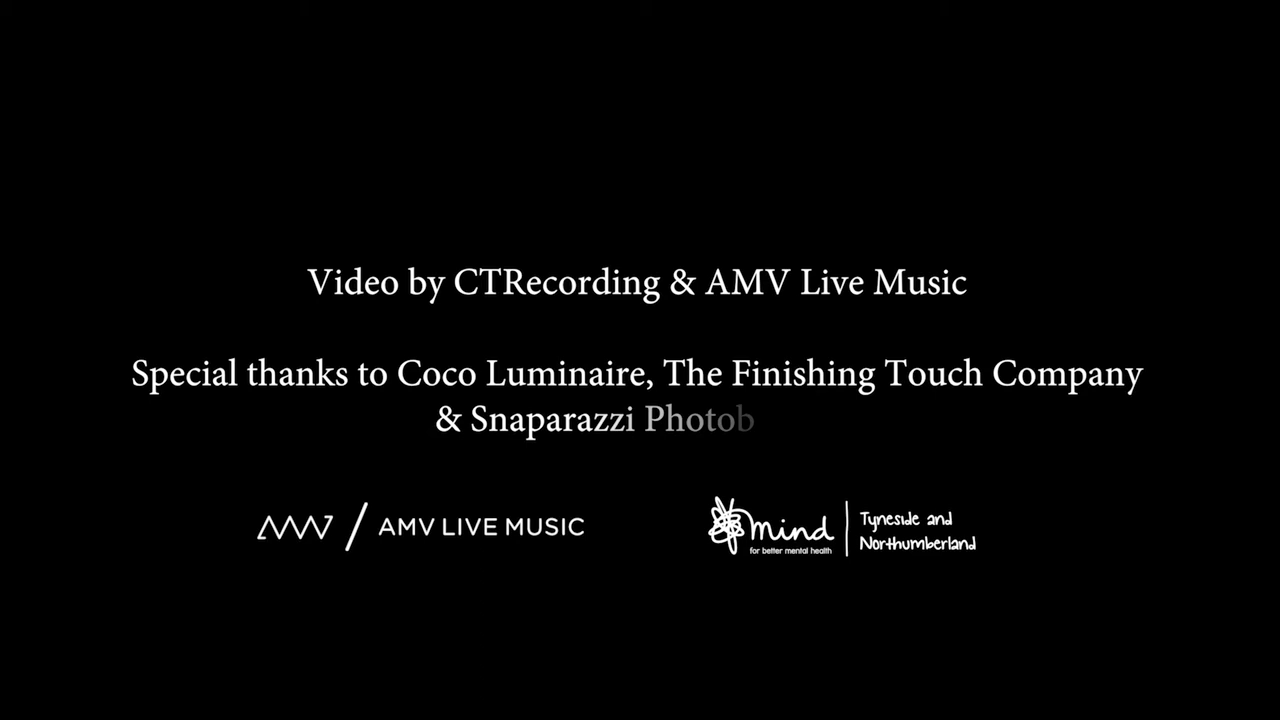 Video by CTRecording & AMV Live Music
Special thanks to Coco Luminaire, The Finishing Touch Company
& Snaparazzi Photob
AMV / AMV LIVE MUSIC
mind
for better mental health
Tyneside and
Northumberland